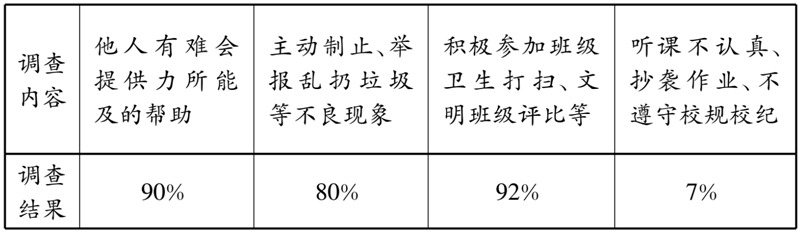 调查内容
他人有难会提供力所能及的帮助
主动制止、举报乱扔垃圾等不良现象
积极参加班级卫生打扫、文明班级评比等
听课不认真、抄袭作业、不遵守校规校纪
调查结果
90%
80%
92%
7%